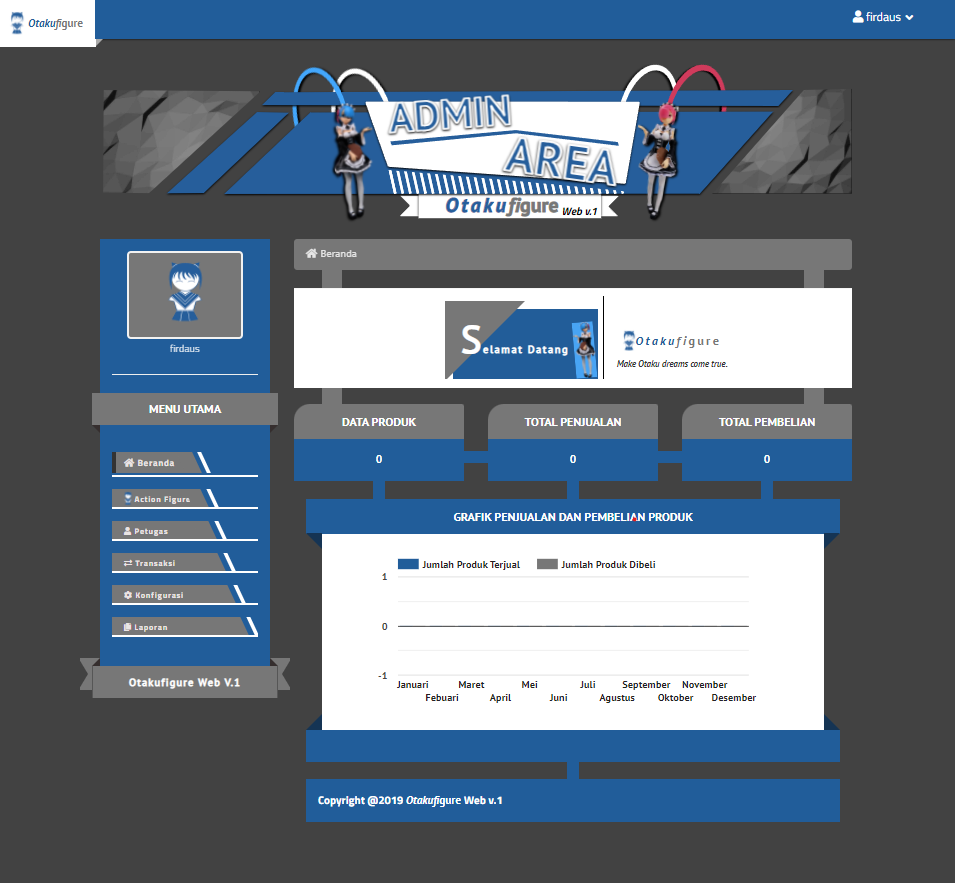 Otakufigure
firdaus
ADMIN
AREA
Otakufigure Web v.1
firdaus
MENU UTAMA
Beranda
Action Figure
Petugas
Transaksi
Konfigurasi
Laporan
Otakufigure Web V.1
Beranda
Selamat Datang
Otakufigure
Make Otaku dreams come true.
DATA PRODUK
TOTAL PENJUALAN
TOTAL PEMBELIAN
0
0
0
GRAFIK PENJUALAN DAN PEMBELIAN PRODUK
Jumlah Produk Terjual
Jumlah Produk Dibeli
1
0
-1
Januari
Febuari
Maret
April
Mei
Juni
Juli
Agustus
September
Oktober
November
Desember
Copyright @2019 Otakufigure Web v.1